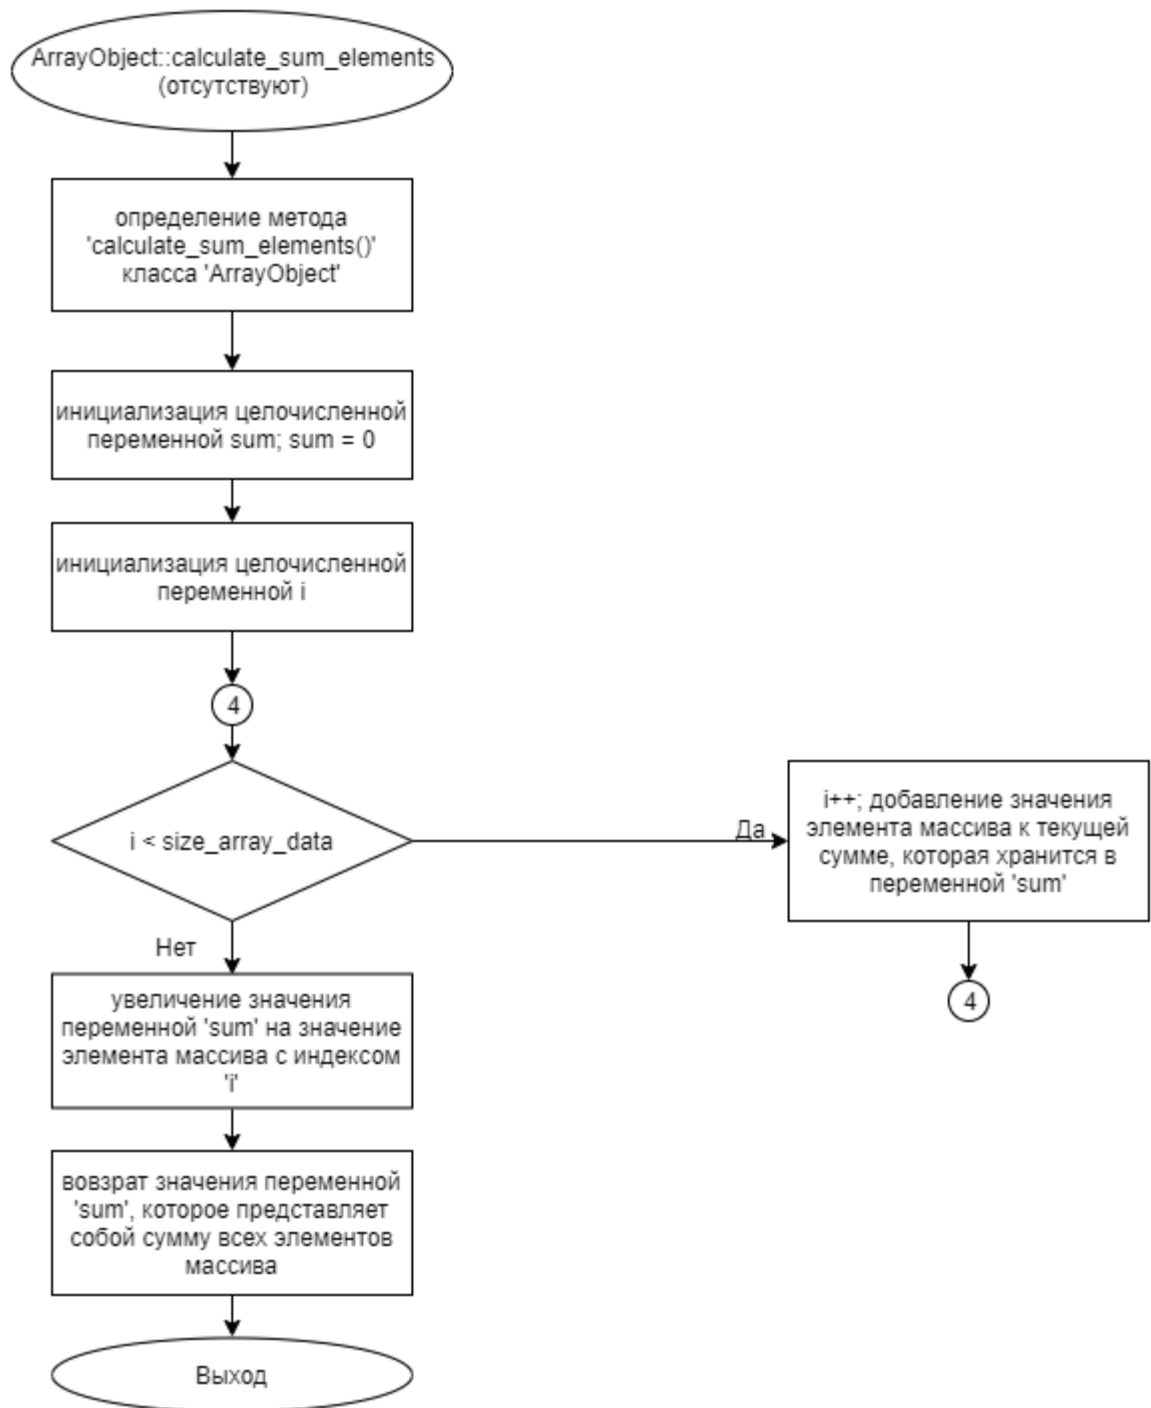 ArrayObject::calculate_sum_elements
(отсутствуют)
определение метода
'calculate_sum_elements()'
класса 'ArrayObject'
инициализация целочисленной
переменной sum; sum = 0
инициализация целочисленной
переменной i
4
i < size_array_data
Да
i++; добавление значения
элемента массива к текущей
сумме, которая хранится в
переменной 'sum'
4
Нет
увеличение значения
переменной 'sum' на значение
элемента массива с индексом
'i'
вовзрат значения переменной
'sum', которое представляет
собой сумму всех элементов
массива
Выход